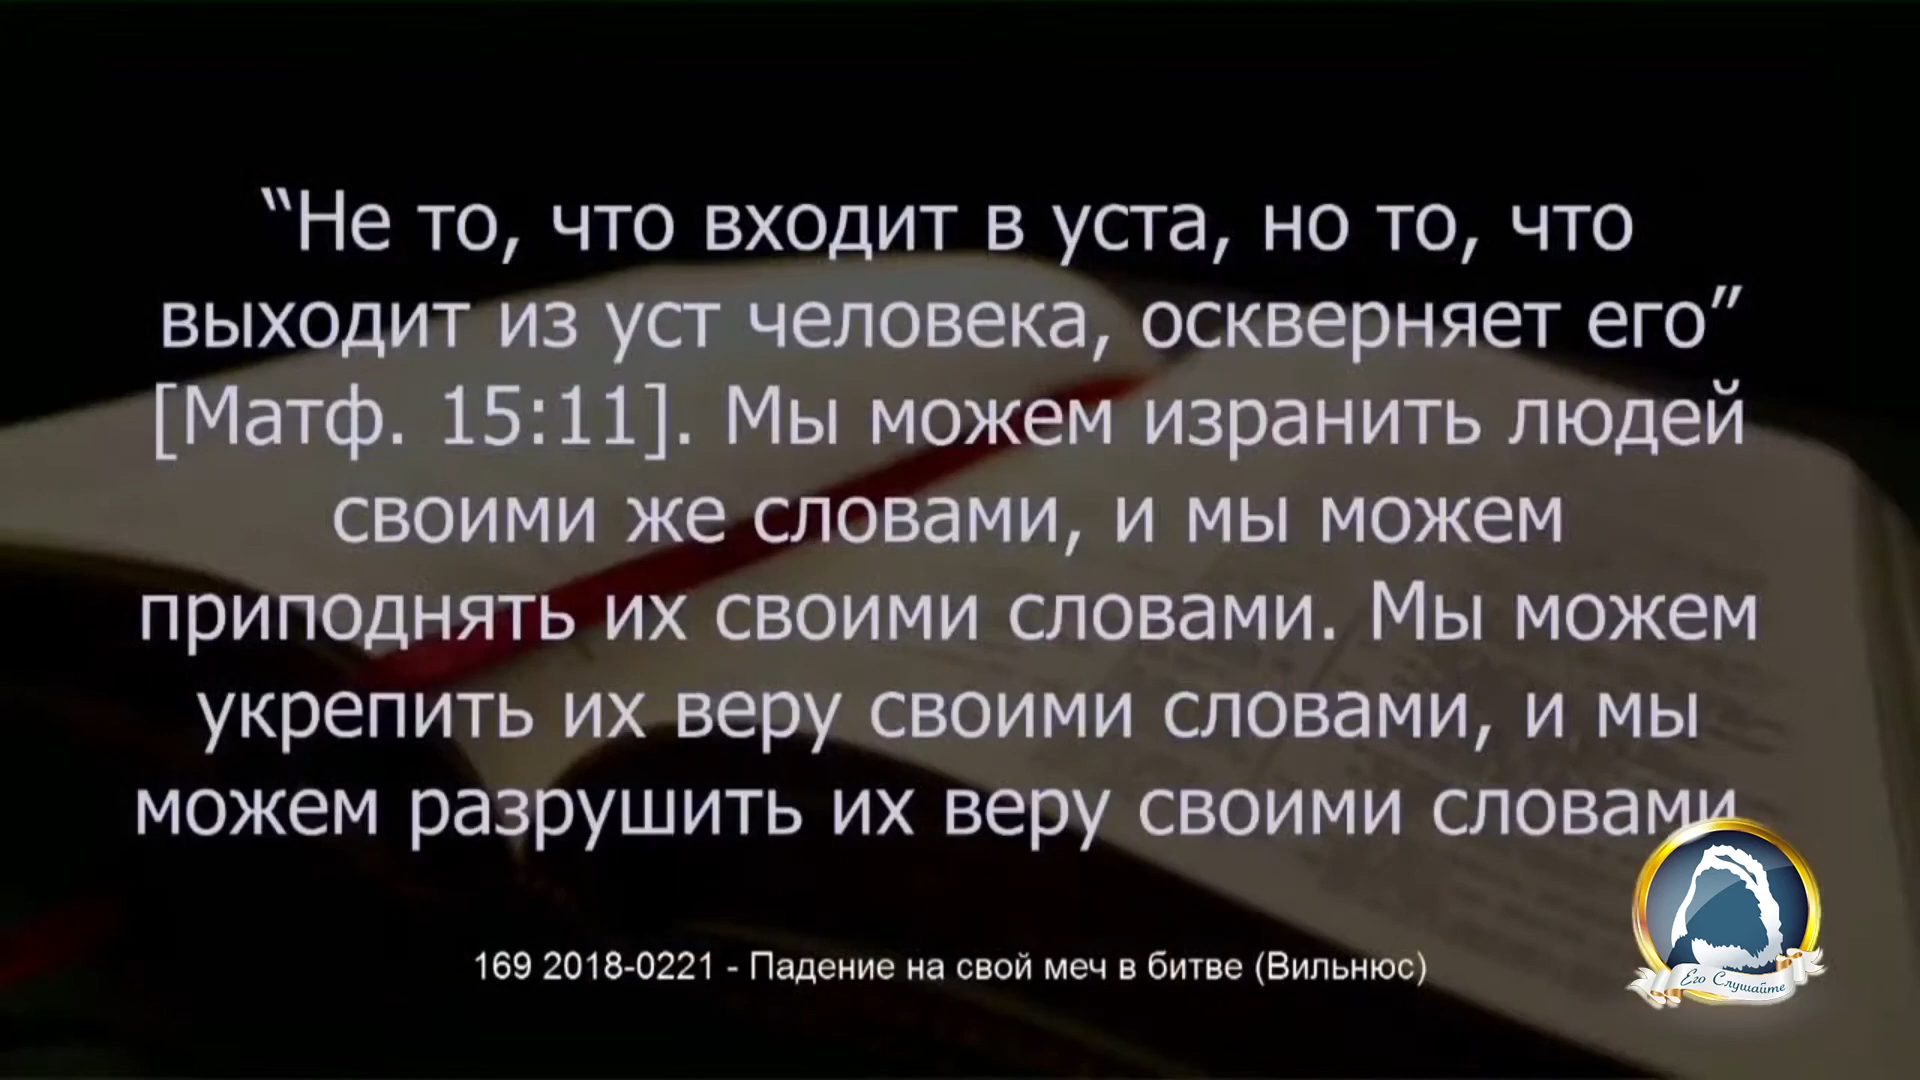 “Не то, что входит в уста, но то, что
выходит из уст человека, оскверняет его”
[Матф. 15:11]. Мы можем изранить людей
своими же словами, и мы можем
приподнять их своими словами. Мы можем
укрепить их веру своими словами, и мы
можем разрушить их веру своими словами
169 2018-0221 - Падение на свой меч в битве (Вильнюс)
Его Слушайте